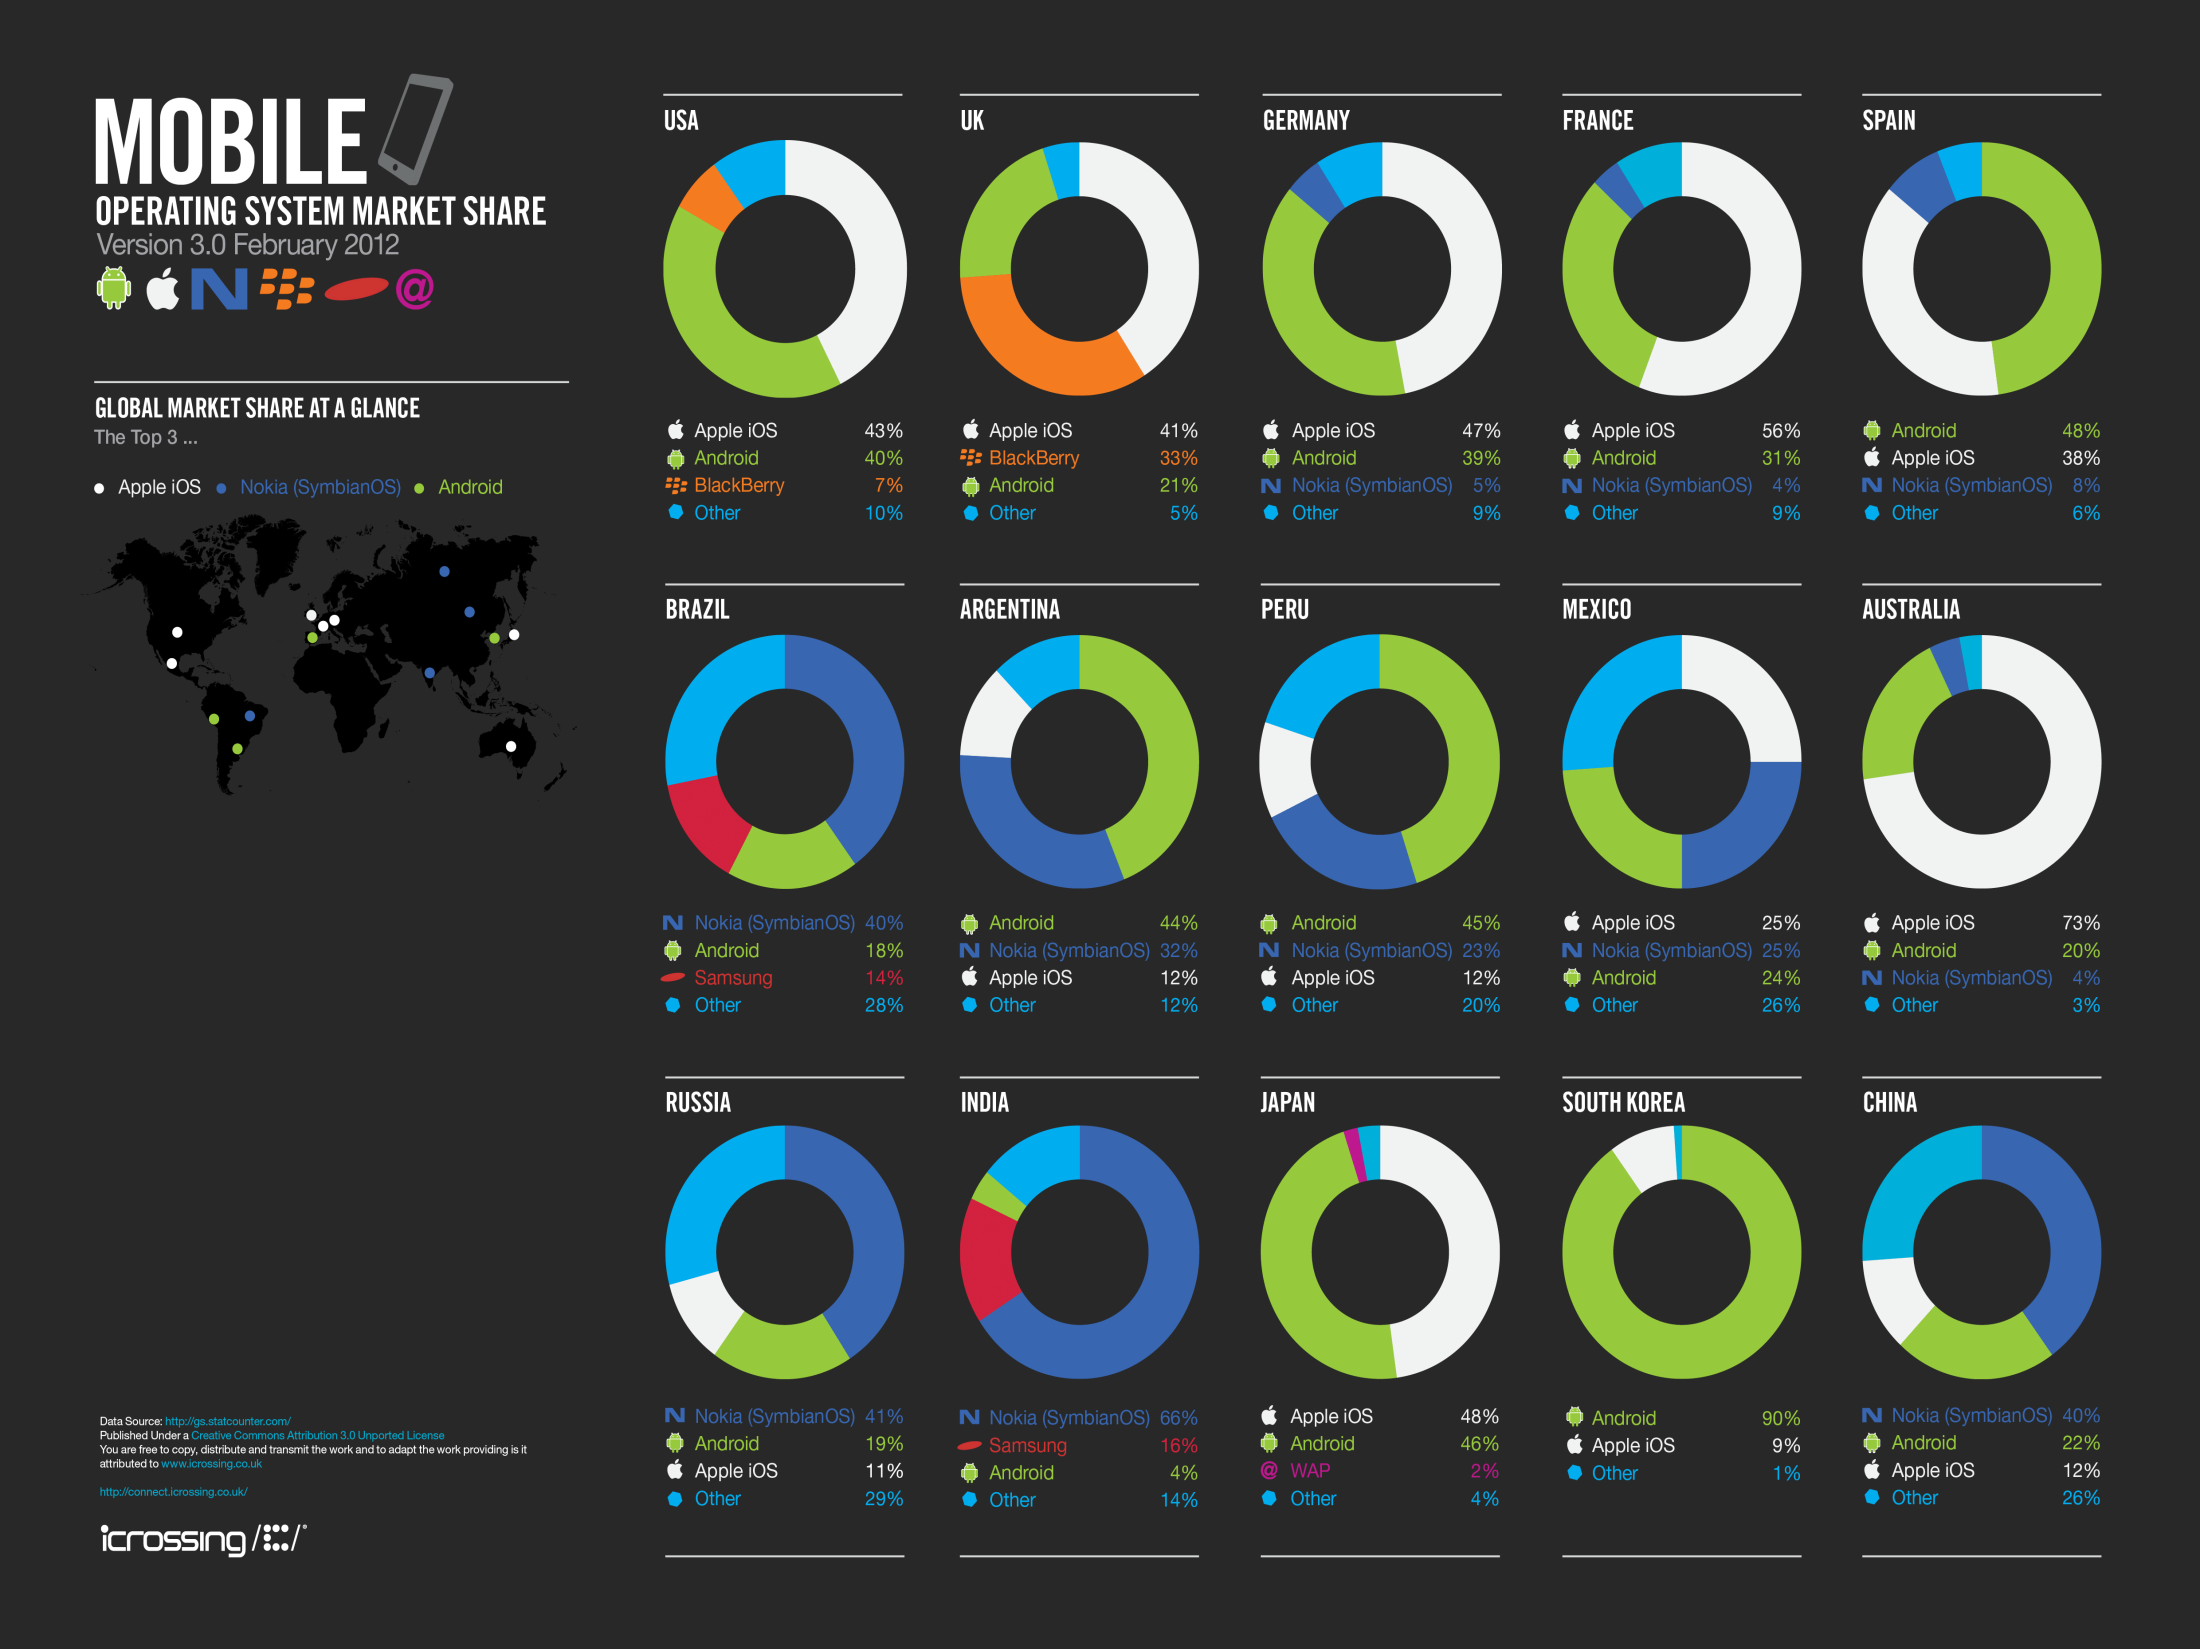 MOBILE
OPERATING SYSTEM MARKET SHARE
Version 3.0 February 2012
GLOBAL MARKET SHARE AT A GLANCE
The Top 3 ...
Apple iOS Nokia (SymbianOS) Android
USA
Apple iOS 43%
Android 40%
BlackBerry 7%
Other 10%
UK
Apple iOS 41%
BlackBerry 33%
Android 21%
Other 5%
GERMANY
Apple iOS 47%
Android 39%
Nokia (SymbianOS) 5%
Other 9%
FRANCE
Apple iOS 56%
Android 31%
Nokia (SymbianOS) 4%
Other 9%
SPAIN
Android 48%
Apple iOS 38%
Nokia (SymbianOS) 8%
Other 6%
BRAZIL
Nokia (SymbianOS) 40%
Android 18%
Samsung 14%
Other 28%
ARGENTINA
Android 44%
Nokia (SymbianOS) 32%
Apple iOS 12%
Other 12%
PERU
Android 45%
Nokia (SymbianOS) 23%
Apple iOS 12%
Other 20%
MEXICO
Apple iOS 25%
Nokia (SymbianOS) 25%
Android 24%
Other 26%
AUSTRALIA
Apple iOS 73%
Android 20%
Nokia (SymbianOS) 4%
Other 3%
RUSSIA
Nokia (SymbianOS) 41%
Android 19%
Apple iOS 11%
Other 29%
INDIA
Nokia (SymbianOS) 66%
Samsung 16%
Android 4%
Other 14%
JAPAN
Apple iOS 48%
Android 46%
@ WAP 2%
Other 4%
SOUTH KOREA
Android 90%
Apple iOS 9%
Other 1%
CHINA
Nokia (SymbianOS) 40%
Android 22%
Apple iOS 12%
Other 26%
Data Source: http://gs.statcounter.com/
Published Under a Creative Commons Attribution 3.0 Unported License
You are free to copy, distribute and transmit the work and to adapt the work providing is it
attributed to www.icrossing.co.uk
http://connect.icrossing.co.uk/
icrossing